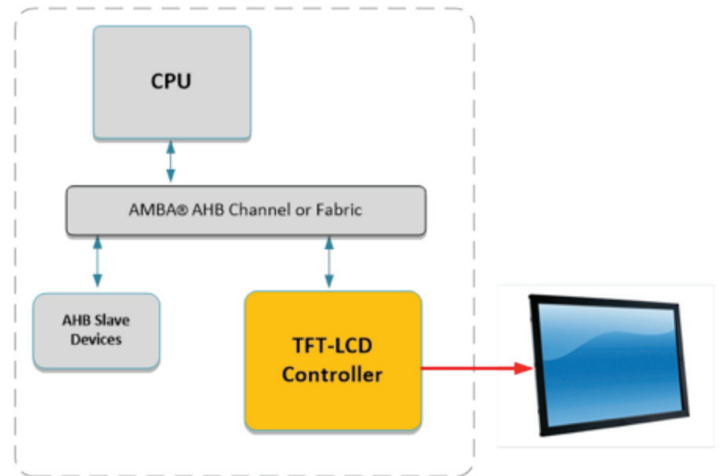 CPU
AMBA® AHB Channel or Fabric
AHB Slave
Devices
TFT-LCD
Controller